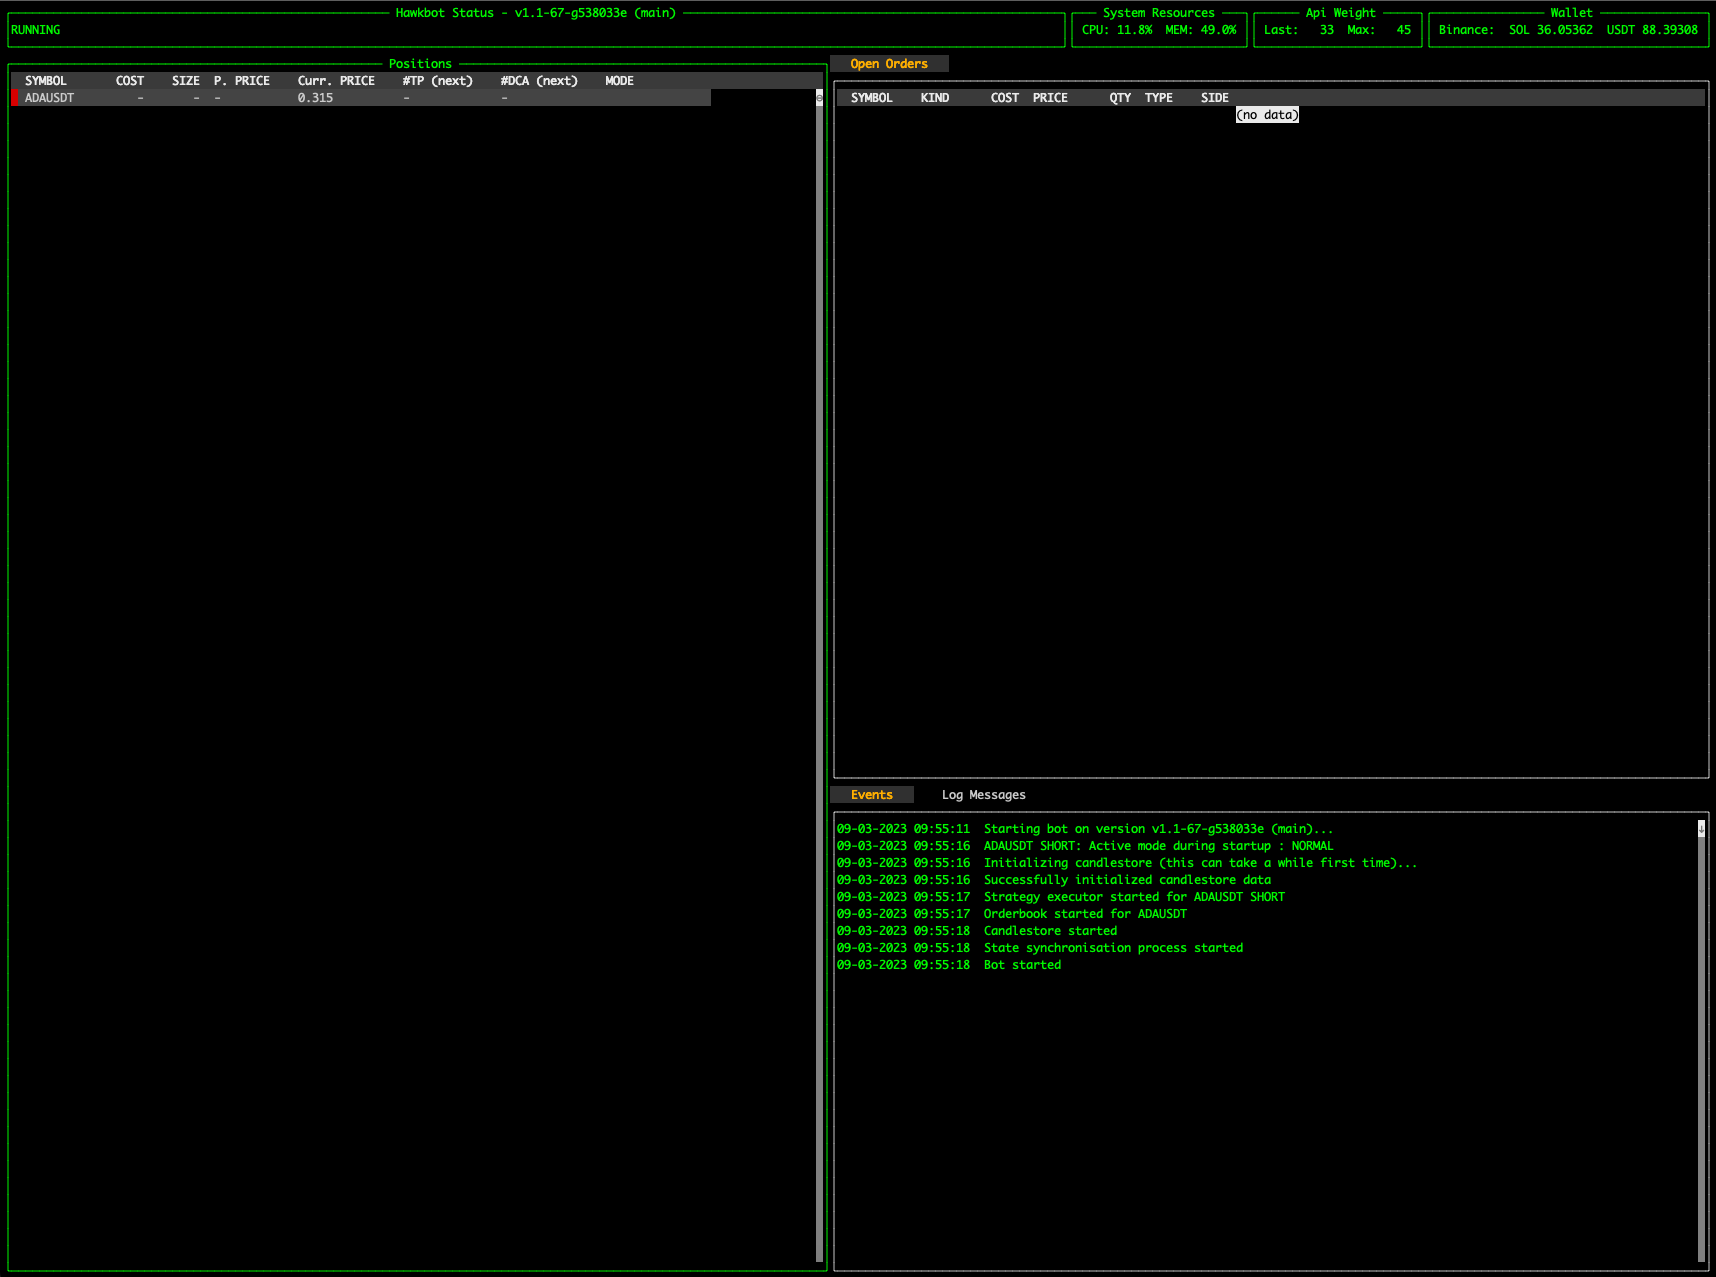 Hawkbot Status - v1.1-67-g538033e (main)
RUNNING
System Resources
CPU: 11.8% MEM: 49.0%
Api Weight
Last: 33 Max: 45
Wallet
Binance: SOL 36.05362 USDT 88.39308
Positions
SYMBOL COST SIZE P. PRICE Curr. PRICE #TP (next) #DCA (next) MODE
ADAUSDT - - - 0.315 - -
Open Orders
SYMBOL KIND COST PRICE QTY TYPE SIDE
(no data)
Events Log Messages
09-03-2023 09:55:11 Starting bot on version v1.1-67-g538033e (main)...
09-03-2023 09:55:16 ADAUSDT SHORT: Active mode during startup : NORMAL
09-03-2023 09:55:16 Initializing candlestore (this can take a while first time)...
09-03-2023 09:55:16 Successfully initialized candlestore data
09-03-2023 09:55:17 Strategy executor started for ADAUSDT SHORT
09-03-2023 09:55:17 Orderbook started for ADAUSDT
09-03-2023 09:55:18 Candlestore started
09-03-2023 09:55:18 State synchronisation process started
09-03-2023 09:55:18 Bot started